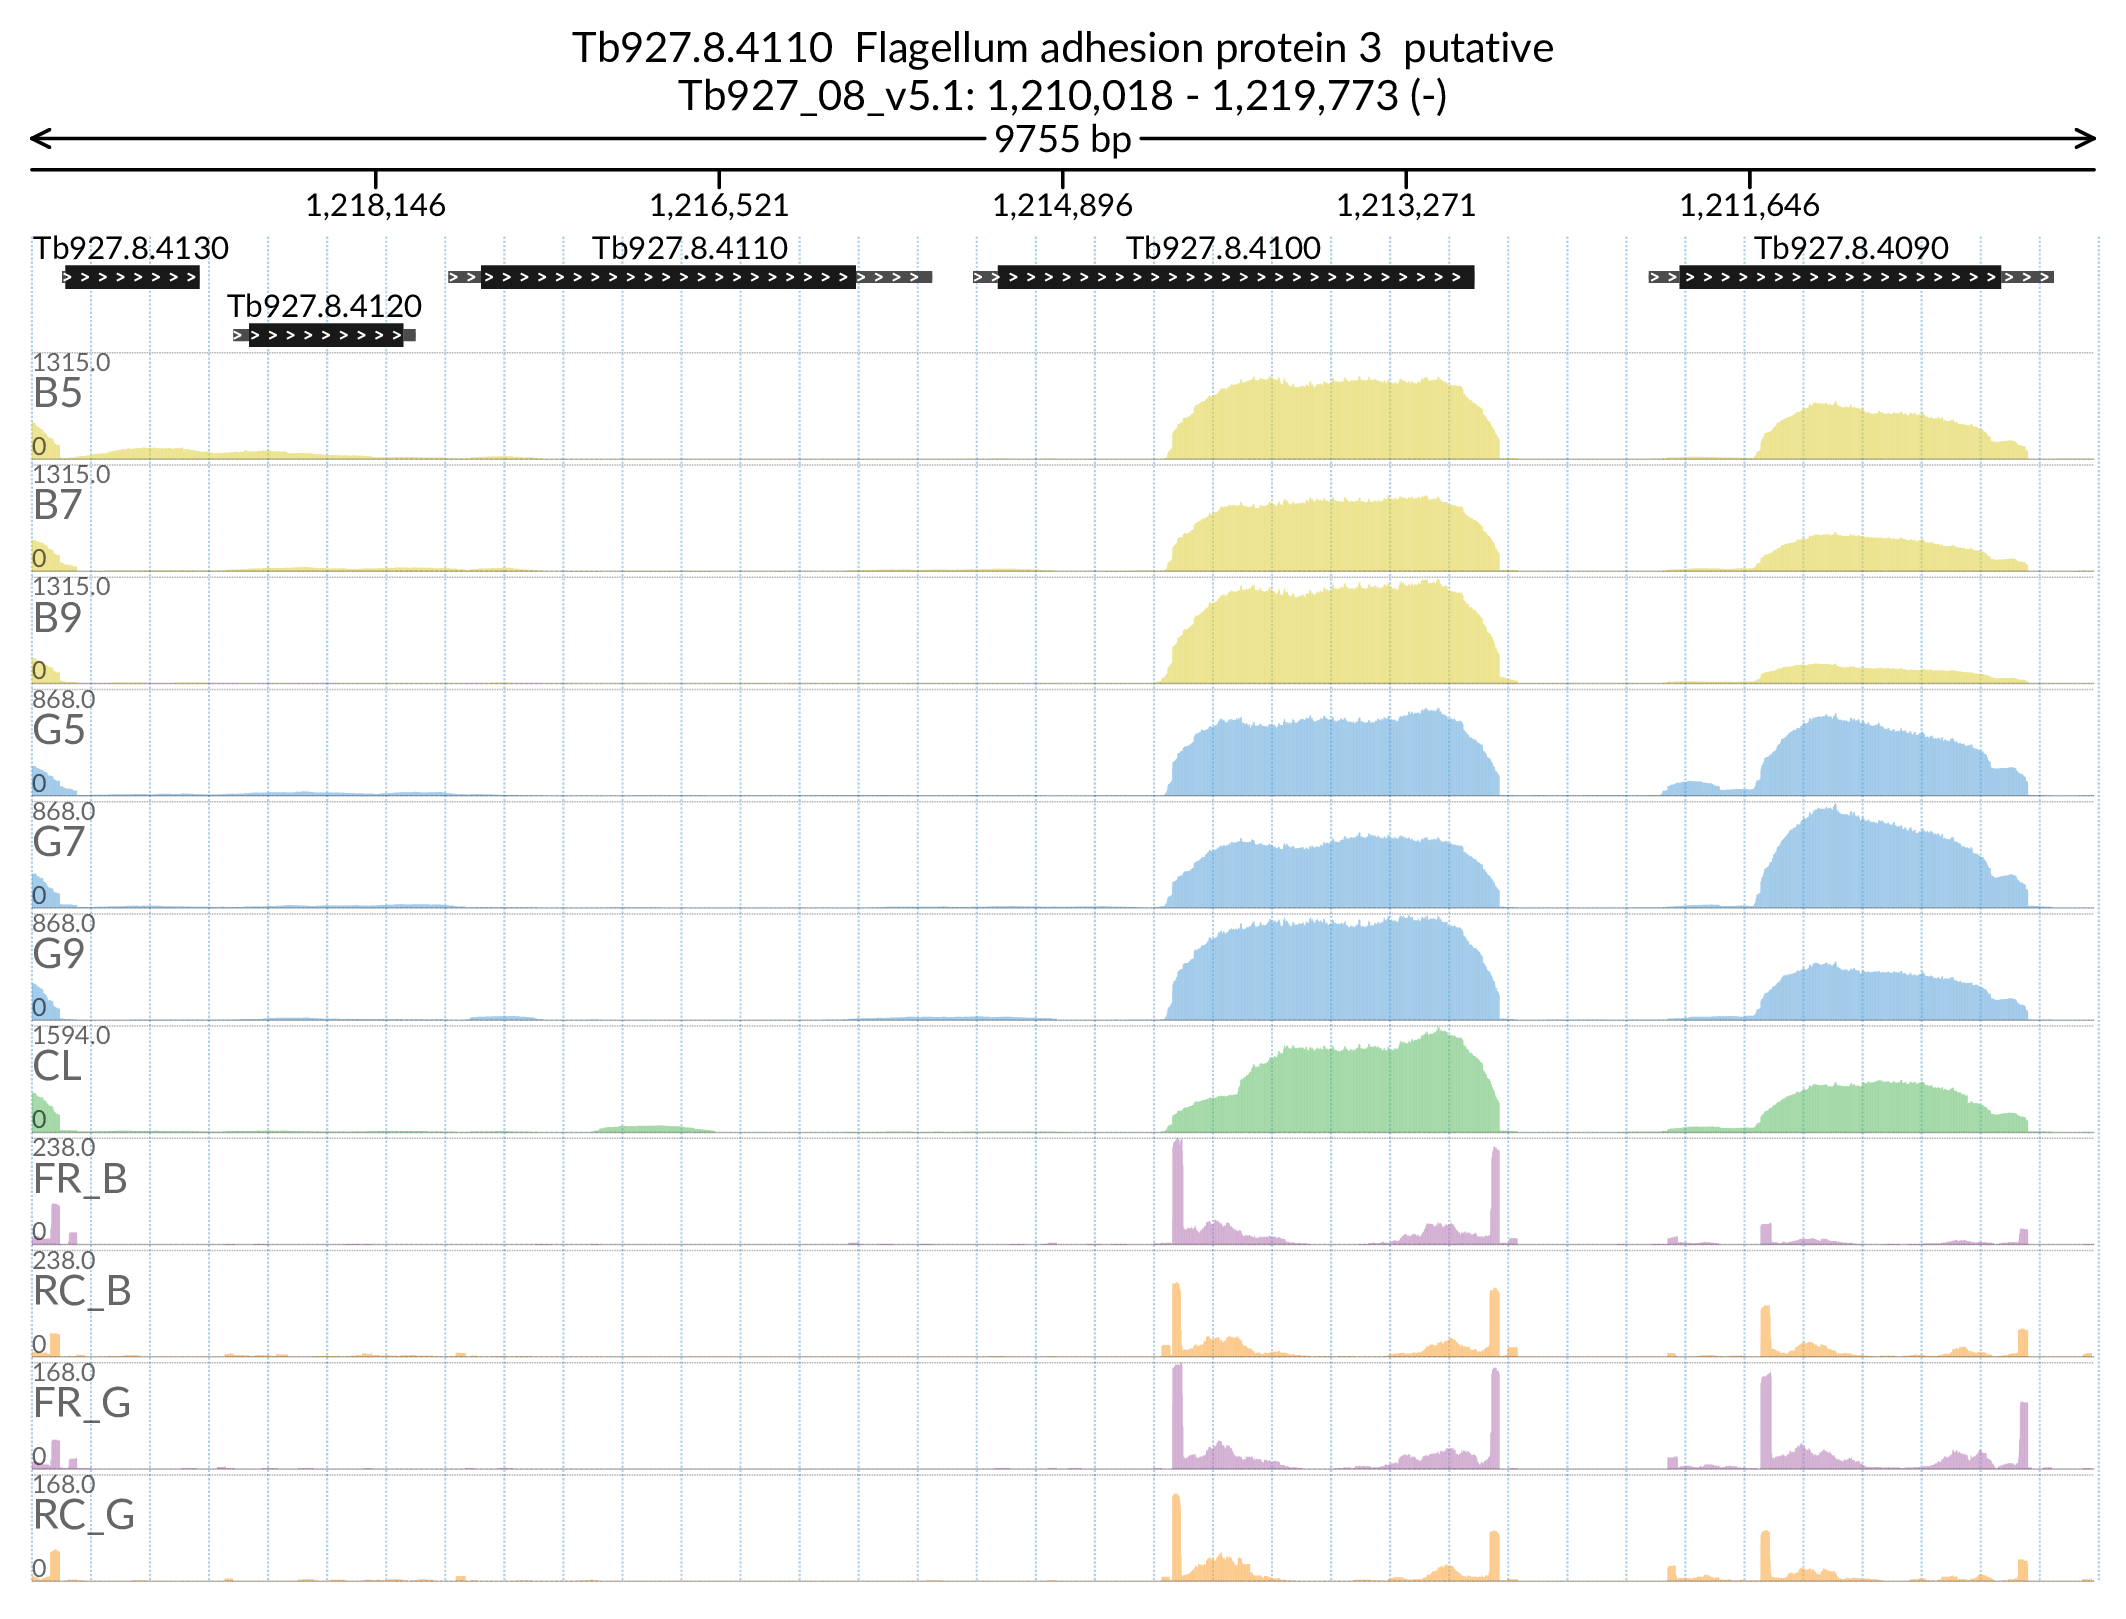 Tb927.8.4110  Flagellum adhesion protein 3  putative
Tb927_08_v5.1: 1,210,018 - 1,219,773 (-)
9755 bp
1,218,146 1,216,521 1,214,896 1,213,271 1,211,646
Tb927.8.4130 Tb927.8.4110 Tb927.8.4100 Tb927.8.4090
Tb927.8.4120
1315.0
B5
0
1315.0
B7
0
1315.0
B9
0
868.0
G5
0
868.0
G7
0
868.0
G9
0
1594.0
CL
0
238.0
FR_B
0
238.0
RC_B
0
168.0
FR_G
0
168.0
RC_G
0